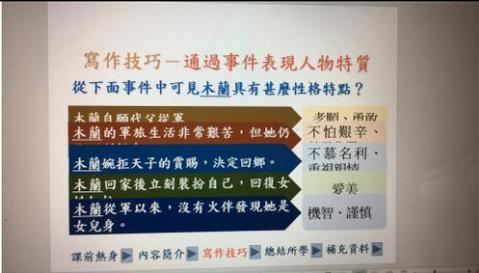 寫作技巧－通過事件表現人物特質
從下面事件中可見木蘭具有甚麼性格特點？
木蘭自願代父從軍 孝順、勇敢
木蘭的軍旅生活非常艱苦，但她仍 不怕艱辛、
木蘭婉拒天子的賞賜，決定回鄉。 不慕名利、
重視親情
木蘭回家後立刻裝扮自己，回復女 愛美
木蘭從軍以來，沒有火伴發現她是
女兒身。 機智、謹慎
課前熱身 內容簡介 寫作技巧 總結所學 補充資料